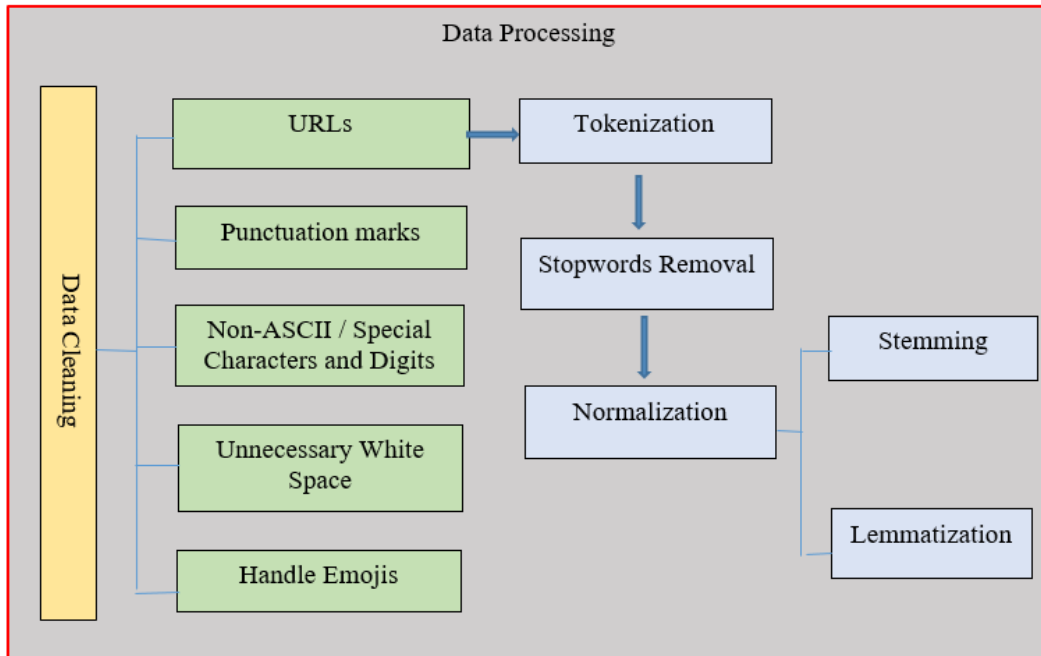 Data Processing
Data Cleaning
URLs
Punctuation marks
Non-ASCII / Special
Characters and Digits
Unnecessary White
Space
Handle Emojis
Tokenization
Stopwords Removal
Normalization
Stemming
Lemmatization